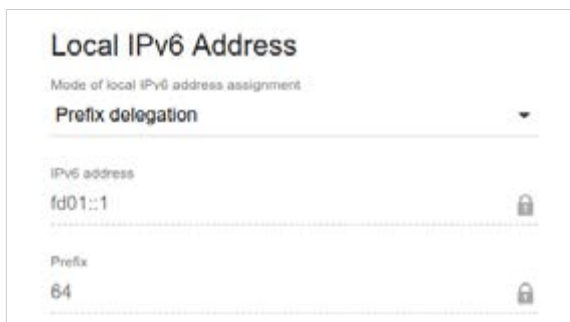 Local IPv6 Address
Mode of local IPv6 address assignment
Prefix delegation
IPv6 address
fd01::1
Prefix
64